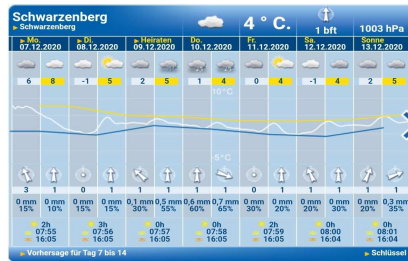 Schwarzenberg
► Schwarzenberg
4 ° C.
1 bft
1003 hPa
► Mo. ► Di. ► Heiraten Do. Fr. Sa. Sonne
07.12.2020 08.12.2020 09.12.2020 10.12.2020 11.12.2020 12.12.2020 13.12.2020
6 8 -1 5 2 5 1 4 0 4 -1 4 2 5
10°C
-5°C
3 1 0 1 1 1 1 1 0 1 1 1 1 1
0 mm 0 mm 0 mm 0 mm 0,1 mm 0,5 mm 0,6 mm 0,7 mm 0 mm 0 mm 0 mm 0 mm 0 mm 0,3 mm
15% 10% 15% 15% 30% 55% 60% 65% 30% 20% 20% 30% 20% 35%
2h 3h 0h 0h 2h 0h 0h
07:55 07:56 07:57 07:58 07:59 08:00 08:01
16:05 16:05 16:05 16:05 16:05 16:04 16:04
► Vorhersage für Tag 7 bis 14
► Schlüssel